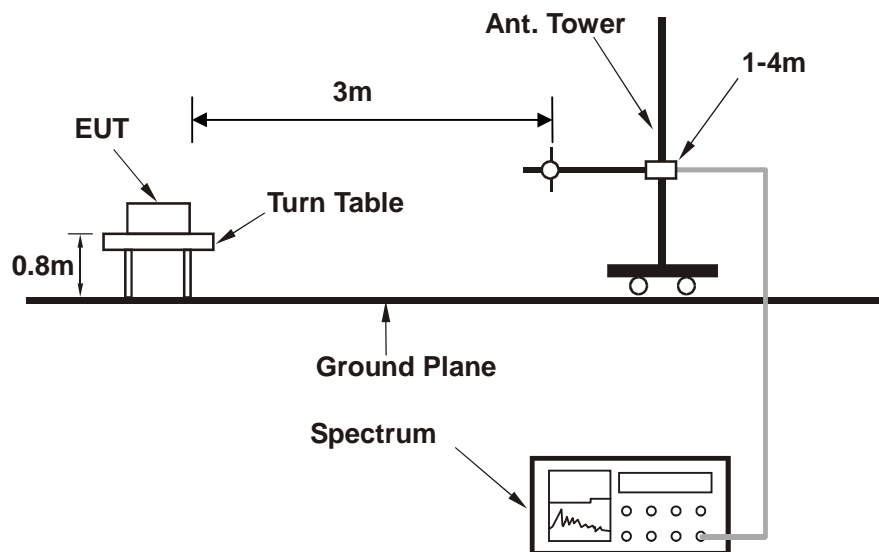 Ant. Tower
1-4m
3m
EUT
Turn Table
0.8m
Ground Plane
Spectrum